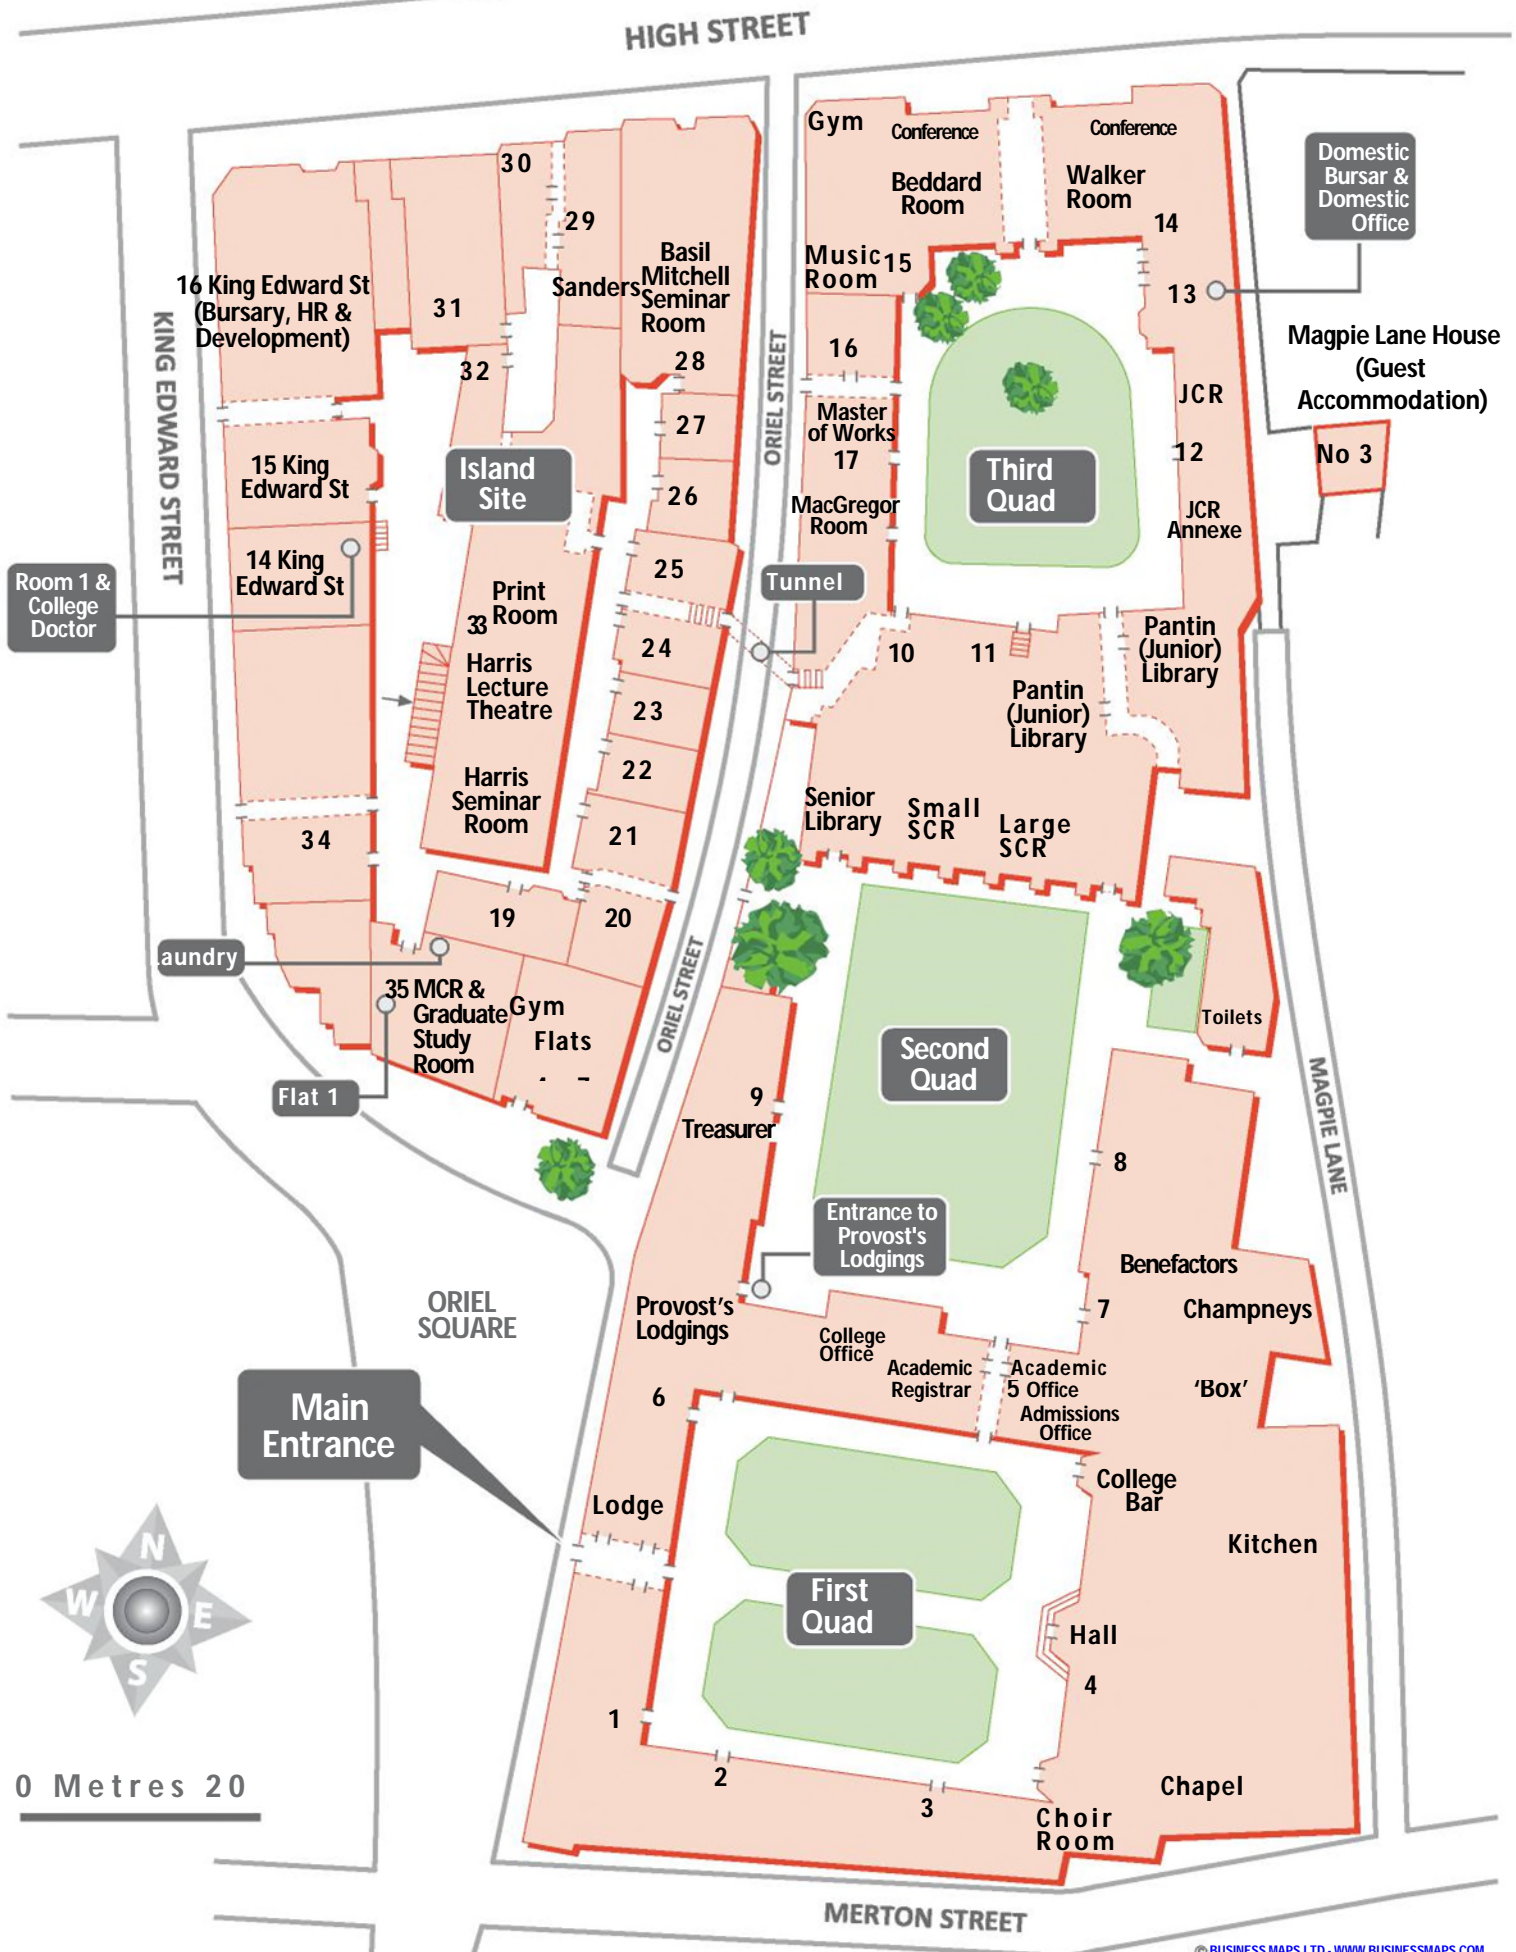 HIGH STREET
Gym
Conference
Conference
Beddard
Room
Walker
Room
Domestic
Bursar &
Domestic
Office
30
29
14
Basil
Mitchell
Seminar
Room
Sanders
Music
Room
15
13
16 King Edward St
(Bursary, HR &
Development)
31
KING EDWARD STREET
ORIEL STREET
16
Magpie Lane House
(Guest
Accommodation)
28
32
JCR
Master
of Works
17
27
12
No 3
15 King
Edward St
Island
Site
26
Third
Quad
MacGregor
Room
JCR
Annexe
14 King
Edward St
25
Room 1 &
College
Doctor
Print
Room
33
Tunnel
24
10
11
Pantin
(Junior)
Library
Harris
Lecture
Theatre
23
Pantin
(Junior)
Library
22
Harris
Seminar
Room
Senior
Library
Small
SCR
Large
SCR
21
34
19
20
aundry
35 MCR &
Graduate
Study
Room
Gym
Flats
ORIEL STREET
Toilets
Second
Quad
Flat 1
9
Treasurer
8
MAGPIE LANE
Entrance to
Provost's
Lodgings
Benefactors
ORIEL
SQUARE
Provost's
Lodgings
7
Champneys
College
Office
Academic
Registrar
Academic
5 Office
Admissions
Office
'Box'
6
Main
Entrance
College
Bar
Lodge
Kitchen
N
W
E
S
First
Quad
Hall
4
1
2
3
0 Metres 20
Chapel
Choir
Room
MERTON STREET
© BUSINESS MAPS LTD - WWW.BUSINESSMAPS.COM